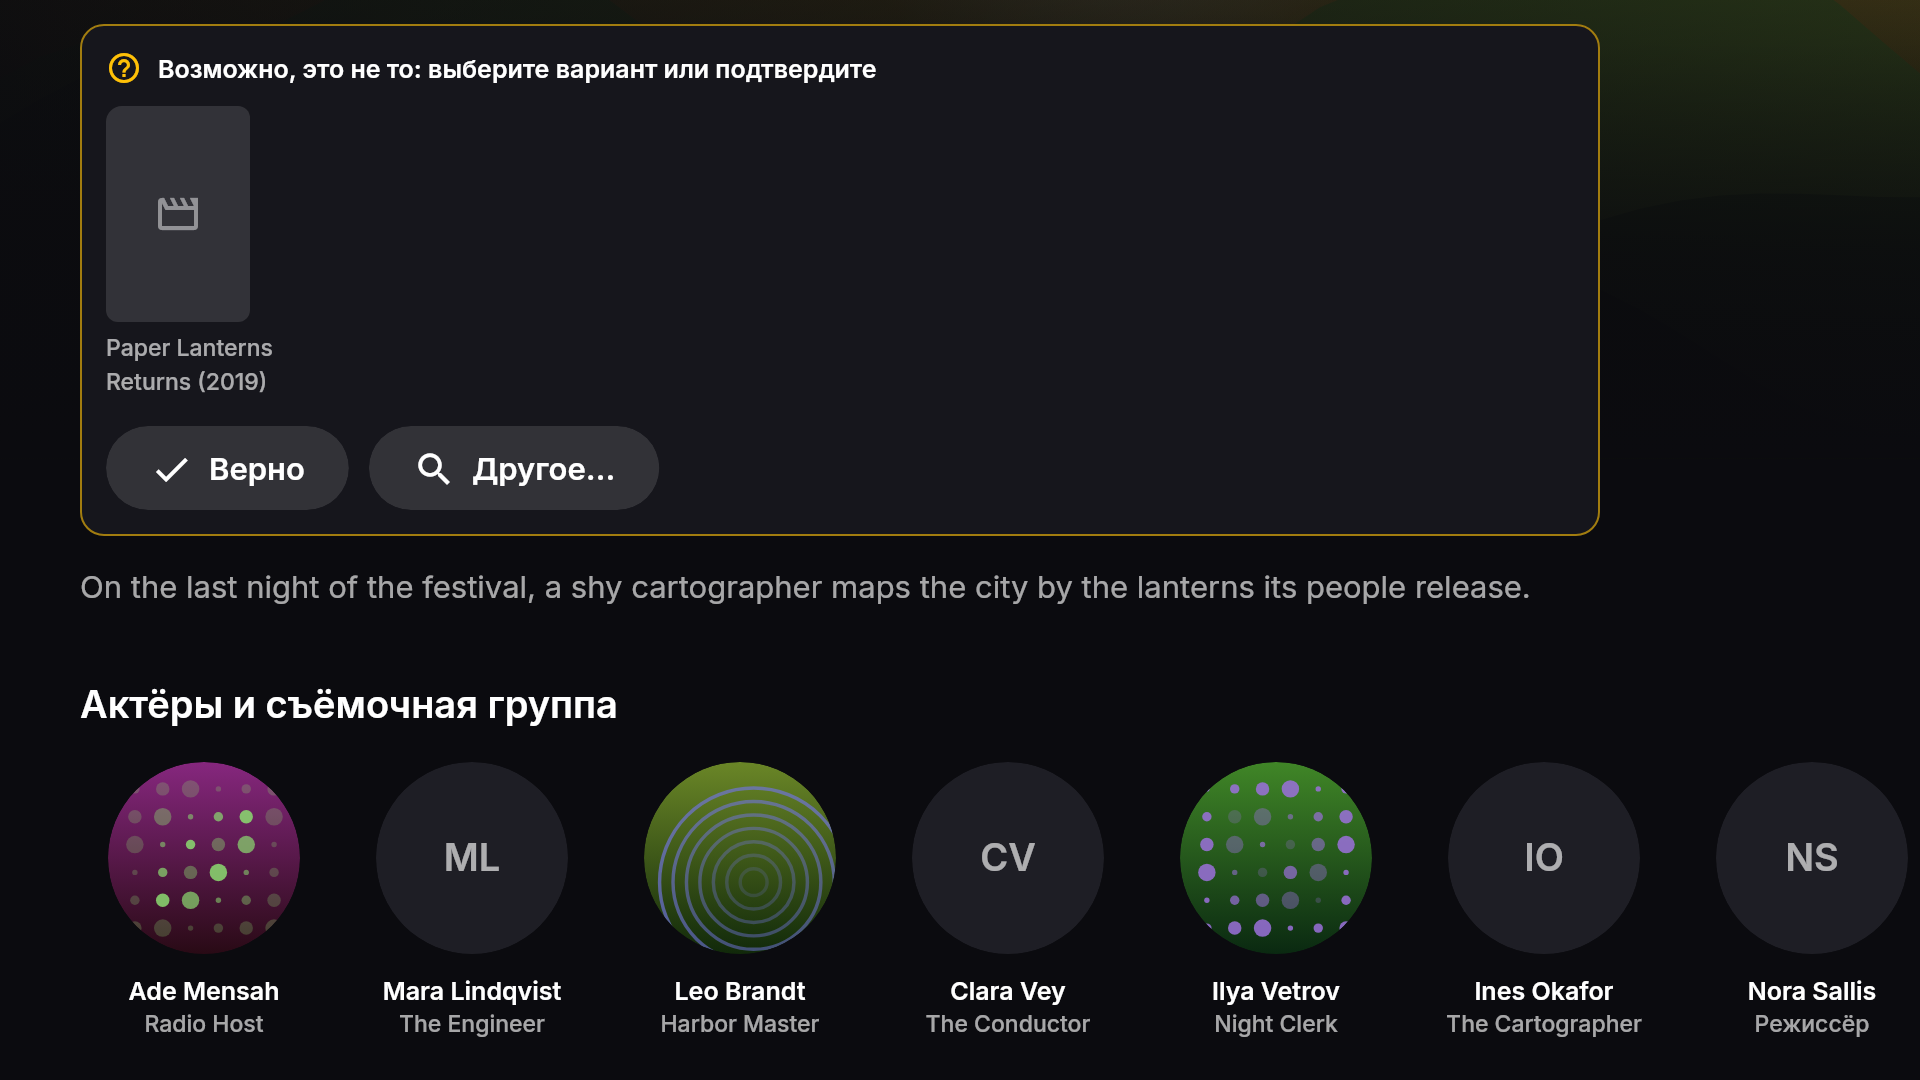 Возможно, это не то: выберите вариант или подтвердите
Paper Lanterns
Returns (2019)
Верно
Другое...
On the last night of the festival, a shy cartographer maps the city by the lanterns its people release.
Актёры и съёмочная группа
ML
CV
IO
NS
Ade Mensah
Mara Lindqvist
Leo Brandt
Clara Vey
Ilya Vetrov
Ines Okafor
Nora Sallis
Radio Host
The Engineer
Harbor Master
The Conductor
Night Clerk
The Cartographer
Режиссёр